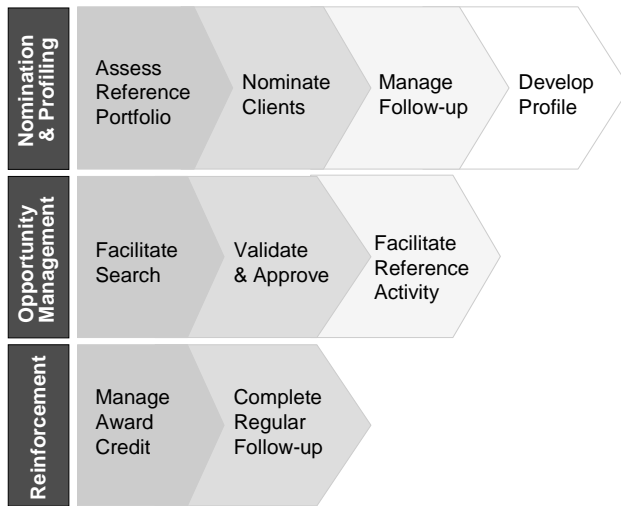 Nomination
& Profiling
Assess
Reference
Portfolio
Nominate
Clients
Manage
Follow-up
Develop
Profile
Opportunity
Management
Facilitate
Search
Validate
& Approve
Facilitate
Reference
Activity
Reinforcement
Manage
Award
Credit
Complete
Regular
Follow-up